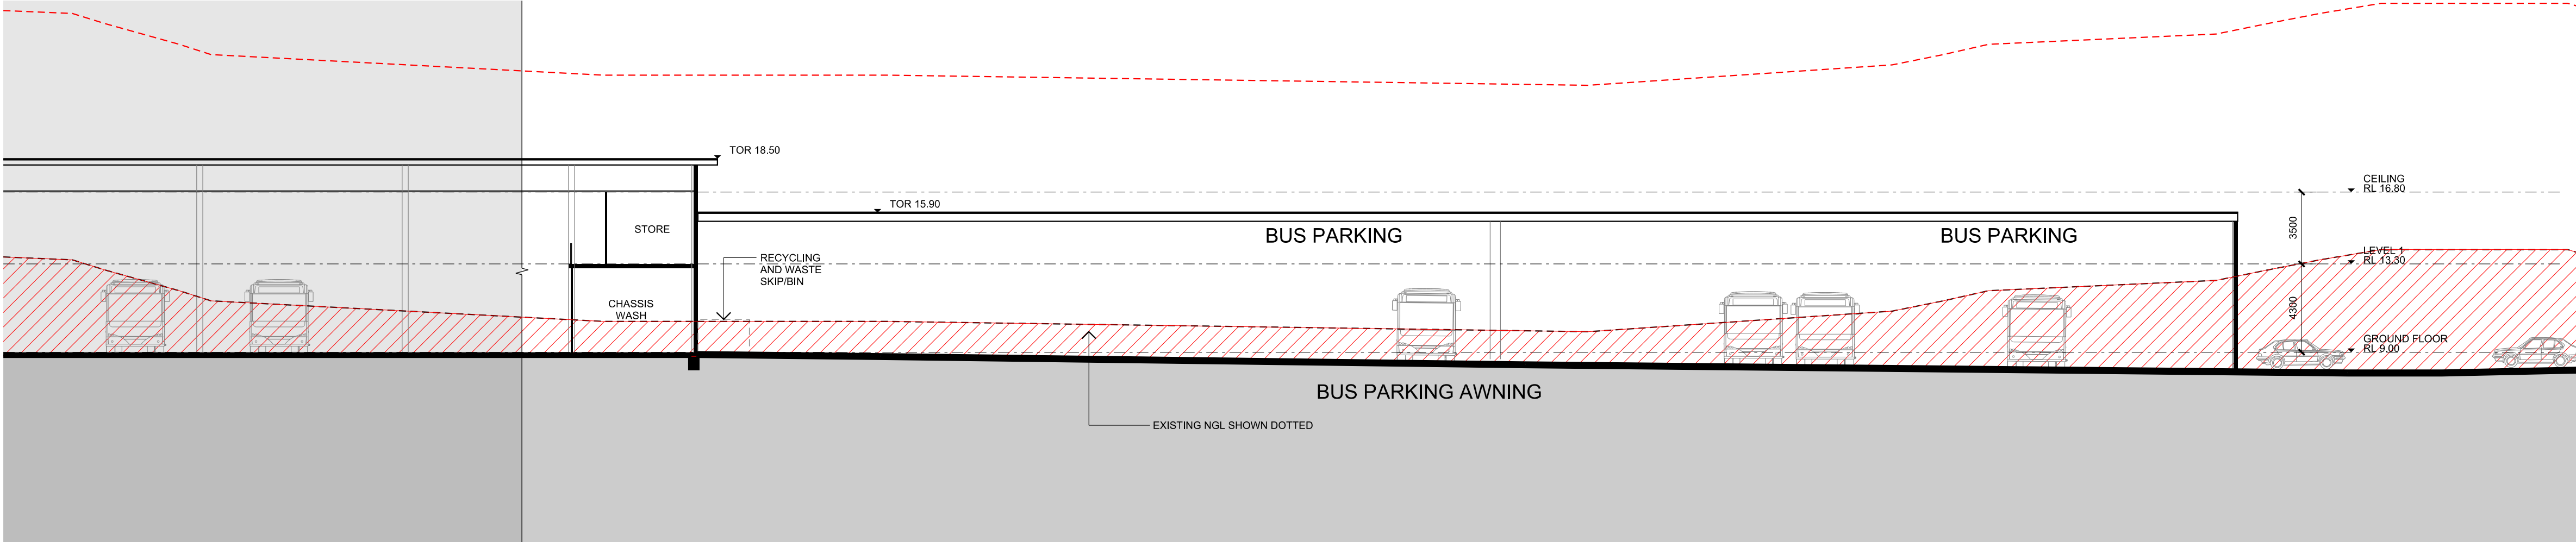 TOR 18.50
CEILING
RL 16.80
TOR 15.90
STORE
BUS PARKING
BUS PARKING
3500
LEVEL 1
RL 13.30
RECYCLING
AND WASTE
SKIP/BIN
CHASSIS
WASH
4300
GROUND FLOOR
RL 9.00
BUS PARKING AWNING
EXISTING NGL SHOWN DOTTED